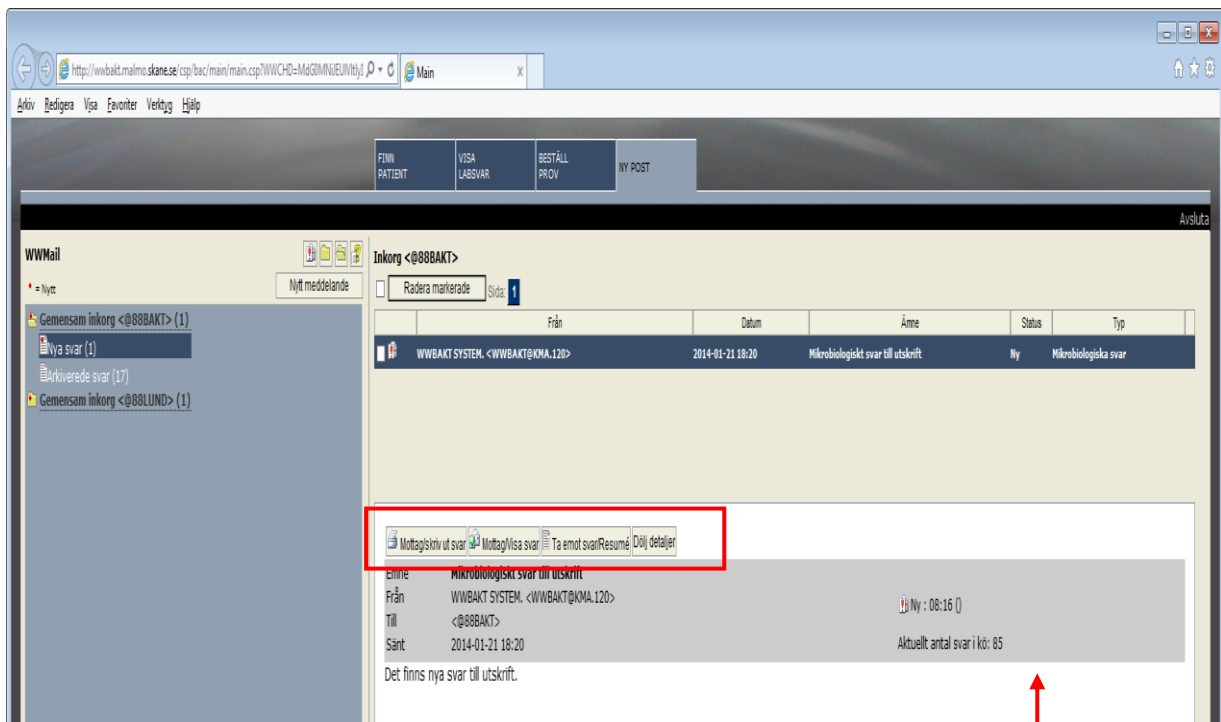 http://wwbakt.malmo.skane.se/csp/bac/main/main.csp?WWCHD=
Main
Arkiv Redigera Visa Favoriter Verktyg Hjälp
FINN PATIENT
VISA LABSVAR
BESTÄLL PROV
NY POST
Avsluta
WWMail
* = Nytt
Nytt meddelande
Gemensam inkorg <@88BAKT> (1)
Nya svar (1)
Arkiverede svar (17)
Gemensam inkorg <@88LUND> (1)
Inkorg <@88BAKT>
Radera markerade Sida: 1
Från Datum Ämne Status Typ
WWBAKT SYSTEM. <WWBAKT@KMA.120> 2014-01-21 18:20 Mikrobiologiskt svar till utskrift Ny Mikrobiologiska svar
Mottag/skriv ut svar Mottag/Visa svar Ta emot svar/Resumé Dölj detaljer
Emne Mikrobiologiskt svar till utskrift
Från WWBAKT SYSTEM. <WWBAKT@KMA.120>
Ny : 08:16 ()
Till <@88BAKT>
Sänt 2014-01-21 18:20
Aktuellt antal svar i kö: 85
Det finns nya svar till utskrift.